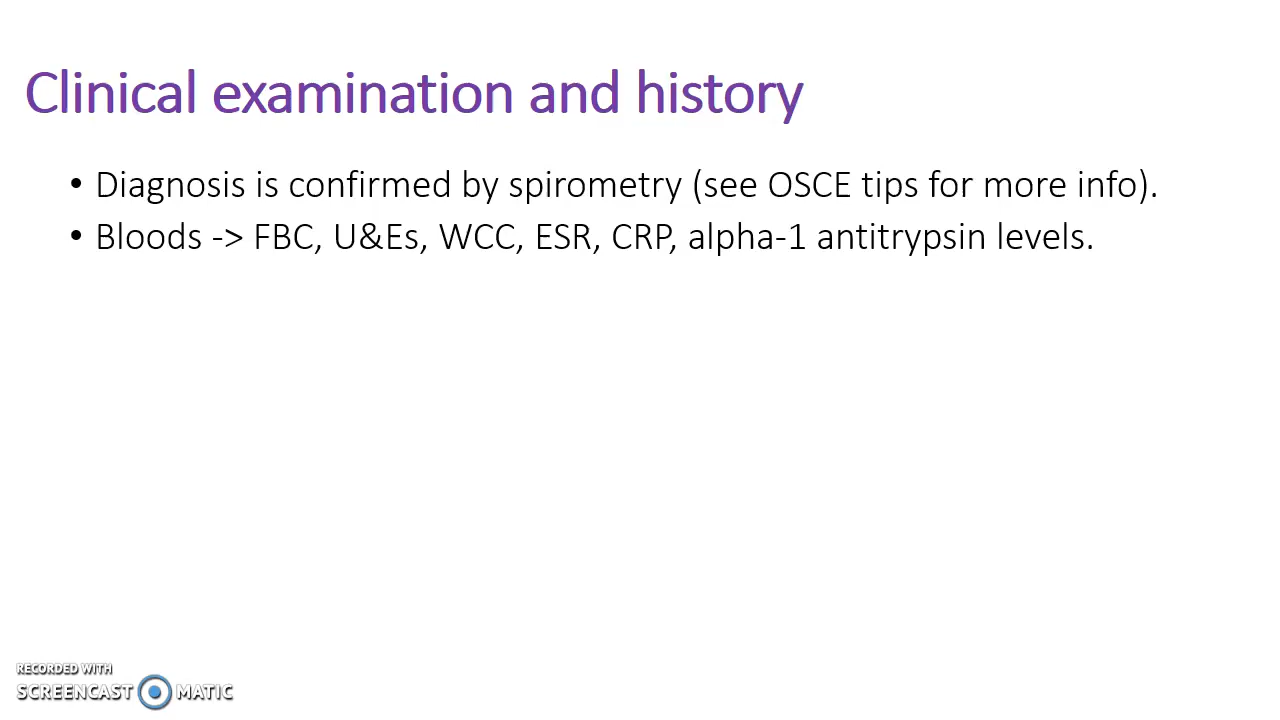 Clinical examination and history
• Diagnosis is confirmed by spirometry (see OSCE tips for more info).
• Bloods -> FBC, U&Es, WCC, ESR, CRP, alpha-1 antitrypsin levels.
RECORDED WITH
SCREENCAST MATIC